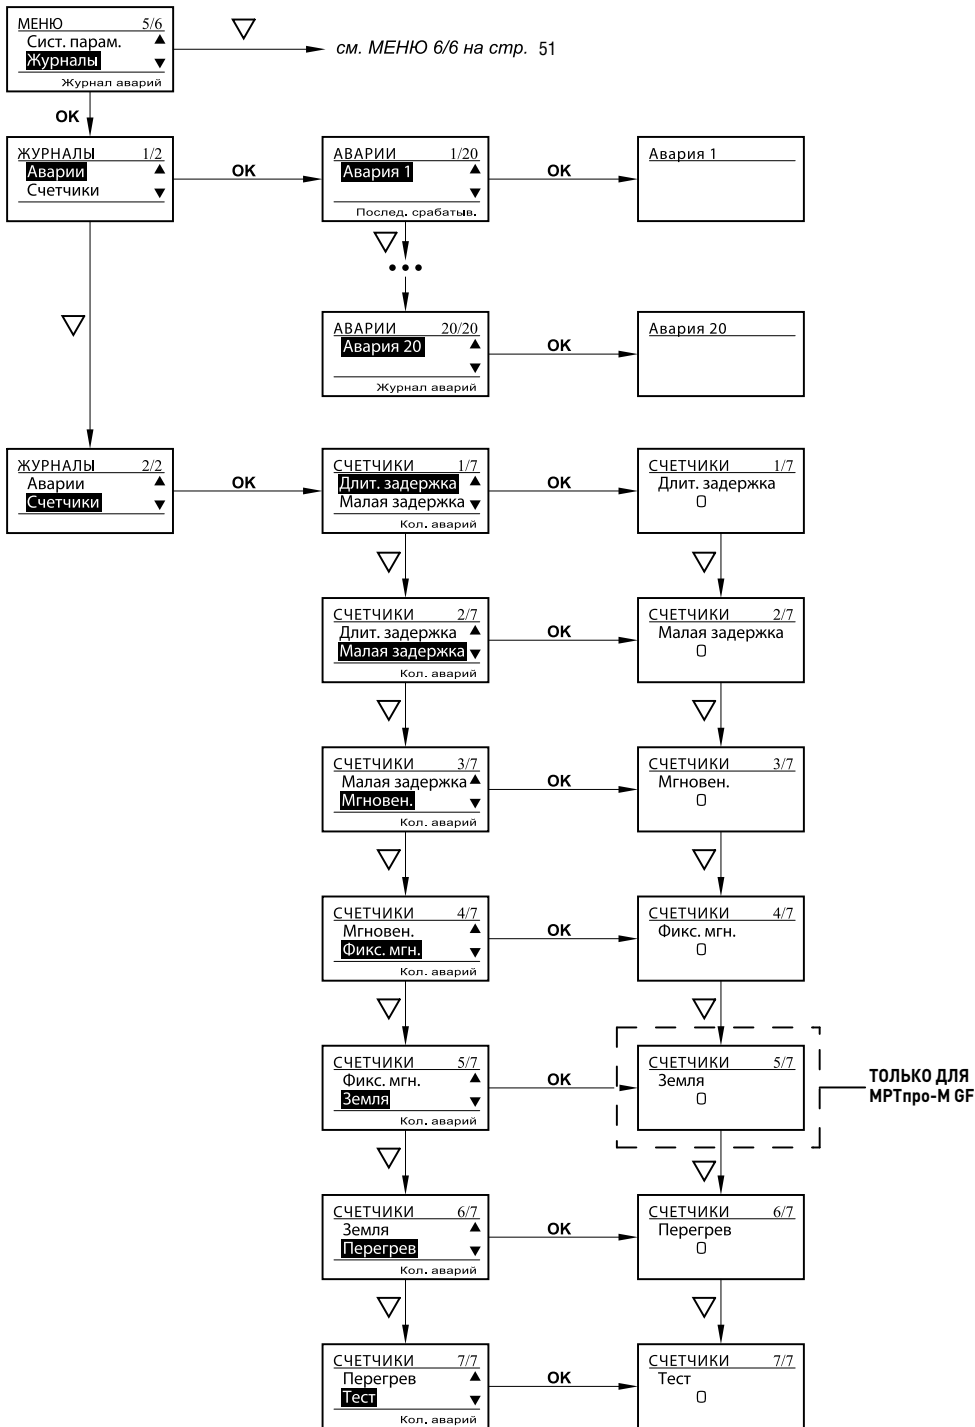 МЕНЮ 5/6
Сист. парам.
Журналы
Журнал аварий
см. МЕНЮ 6/6 на стр. 51
OK
ЖУРНАЛЫ 1/2
Аварии
Счетчики
OK
АВАРИИ 1/20
Авария 1
Послед. срабатыв.
OK
Авария 1
АВАРИИ 20/20
Авария 20
Журнал аварий
OK
Авария 20
ЖУРНАЛЫ 2/2
Аварии
Счетчики
OK
СЧЕТЧИКИ 1/7
Длит. задержка
Малая задержка
Кол. аварий
OK
СЧЕТЧИКИ 1/7
Длит. задержка
0
СЧЕТЧИКИ 2/7
Длит. задержка
Малая задержка
Кол. аварий
OK
СЧЕТЧИКИ 2/7
Малая задержка
0
СЧЕТЧИКИ 3/7
Малая задержка
Мгновен.
Кол. аварий
OK
СЧЕТЧИКИ 3/7
Мгновен.
0
СЧЕТЧИКИ 4/7
Мгновен.
Фикс. мгн.
Кол. аварий
OK
СЧЕТЧИКИ 4/7
Фикс. мгн.
0
СЧЕТЧИКИ 5/7
Фикс. мгн.
Земля
Кол. аварий
OK
СЧЕТЧИКИ 5/7
Земля
0
ТОЛЬКО ДЛЯ
МРТпро-М GF
СЧЕТЧИКИ 6/7
Земля
Перегрев
Кол. аварий
OK
СЧЕТЧИКИ 6/7
Перегрев
0
СЧЕТЧИКИ 7/7
Перегрев
Тест
Кол. аварий
OK
СЧЕТЧИКИ 7/7
Тест
0